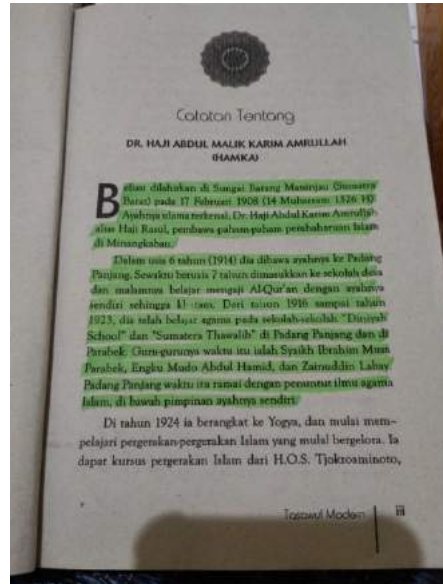 Catatan Tentang
DR. HAJI ABDUL MALIK KARIM AMRULLAH
(HAMKA)
Beliau dilahirkan di Sungai Batang Maninjau (Sumatra
Barat) pada 17 Februari 1908 (14 Muharram 1326 H).
Ayahnya ulama terkenal, Dr. Haji Abdul Karim Amrullah
alias Haji Rasul, pembawa paham-paham pembaharuan Islam
di Minangkabau.
Dalam usia 6 tahun (1914) dia dibawa ayahnya ke Padang
Panjang. Sewaktu berusia 7 tahun dimasukkan ke sekolah desa
dan malamnya belajar mengaji Al-Qur'an dengan ayahnya
sendiri sehingga Dari tahun 1916 sampai tahun
1923, dia telah belajar agama pada sekolah-sekolah "Diniyah
School" dan "Sumatera Thawalib" di Padang Panjang dan di
Parabek. Guru-gurunya waktu itu ialah Syaikh Ibrahim Musa
Parabek, Engku Mudo Abdul Hamid, dan Zainuddin Labay
Padang Panjang waktu itu ramai dengan penuntut ilmu agama
Islam, di bawah pimpinan ayahnya sendiri.
Di tahun 1924 ia berangkat ke Yogya, dan mulai mem-
pelajari pergerakan-pergerakan Islam yang mulai bergelora. Ia
dapat kursus pergerakan Islam dari H.O.S. Tjokroaminoto,
Tasawuf Modern